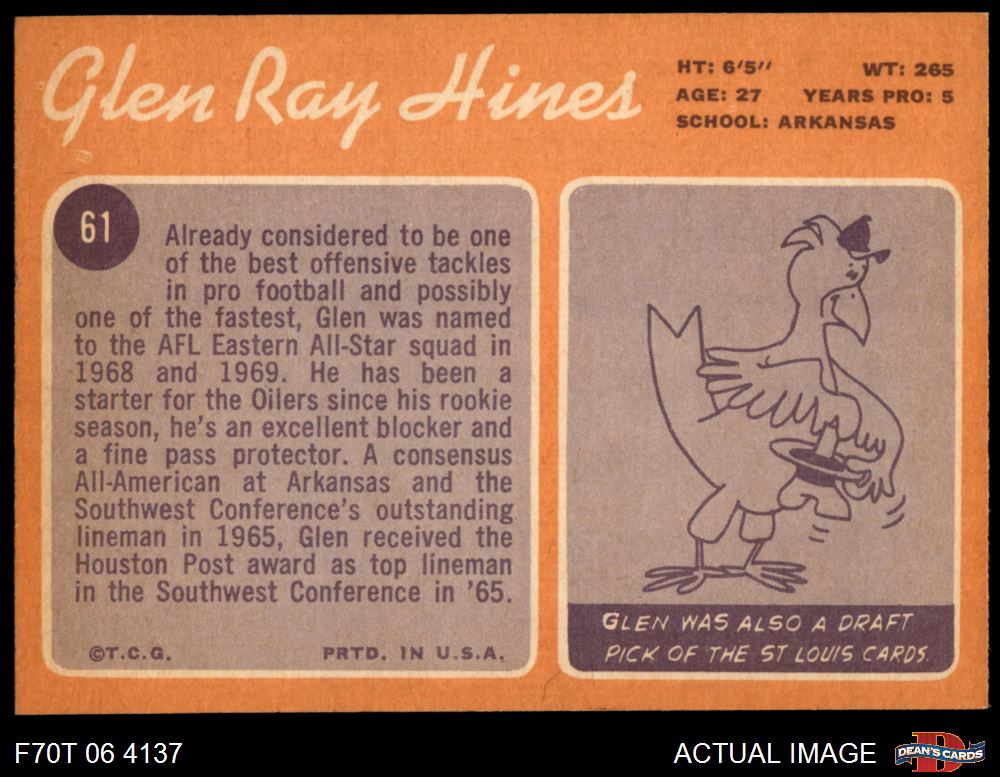 Glen Ray Hines
HT: 6'5" WT: 265
AGE: 27 YEARS PRO: 5
SCHOOL: ARKANSAS
61
Already considered to be one
of the best offensive tackles
in pro football and possibly
one of the fastest, Glen was named
to the AFL Eastern All-Star squad in
1968 and 1969. He has been a
starter for the Oilers since his rookie
season, he's an excellent blocker and
a fine pass protector. A consensus
All-American at Arkansas and the
Southwest Conference's outstanding
lineman in 1965, Glen received the
Houston Post award as top lineman
in the Southwest Conference in '65.
©T.C.G. PRTD. IN U.S.A.
GLEN WAS ALSO A DRAFT
PICK OF THE ST LOUIS CARDS.
F70T 06 4137
ACTUAL IMAGE
D
DEAN'S CARDS